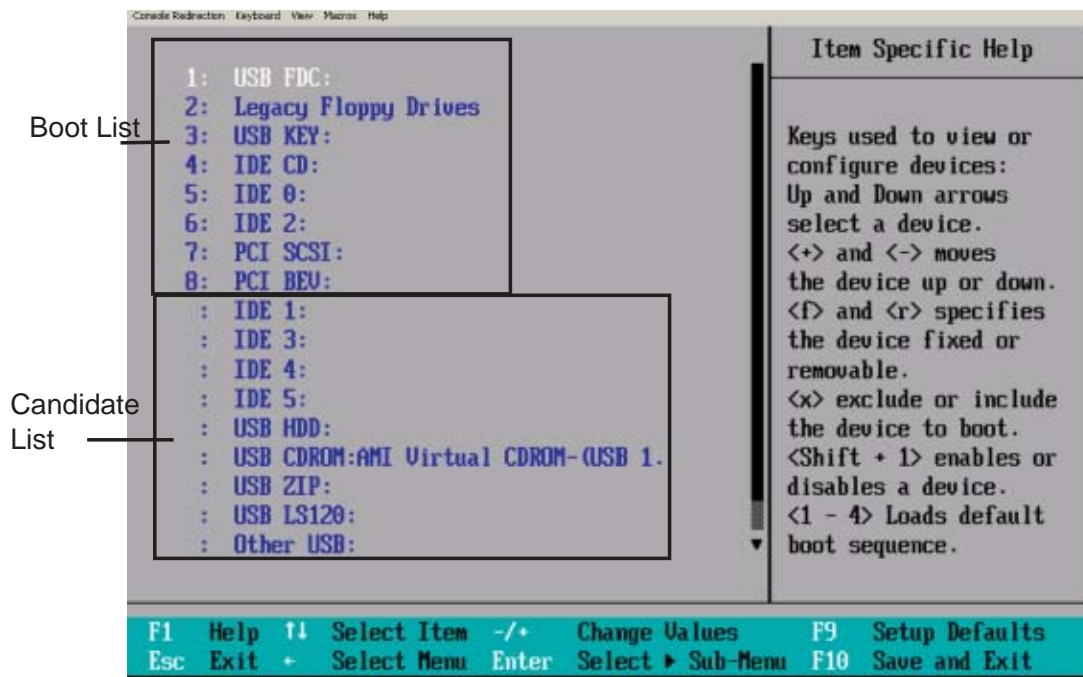 Console Redirection Keyboard View Macros Help
Boot List
1: USB FDC:
2: Legacy Floppy Drives
3: USB KEY:
4: IDE CD:
5: IDE 0:
6: IDE 2:
7: PCI SCSI:
8: PCI BEV:
Candidate
List
: IDE 1:
: IDE 3:
: IDE 4:
: IDE 5:
: USB HDD:
: USB CDROM:AMI Virtual CDROM-(USB 1.
: USB ZIP:
: USB LS120:
: Other USB:
Item Specific Help
Keys used to view or
configure devices:
Up and Down arrows
select a device.
<+> and <-> moves
the device up or down.
<f> and <r> specifies
the device fixed or
removable.
<x> exclude or include
the device to boot.
<Shift + 1> enables or
disables a device.
<1 - 4> Loads default
boot sequence.
F1 Help ↑↓ Select Item -/+ Change Values F9 Setup Defaults
Esc Exit ← Select Menu Enter Select ▶ Sub-Menu F10 Save and Exit